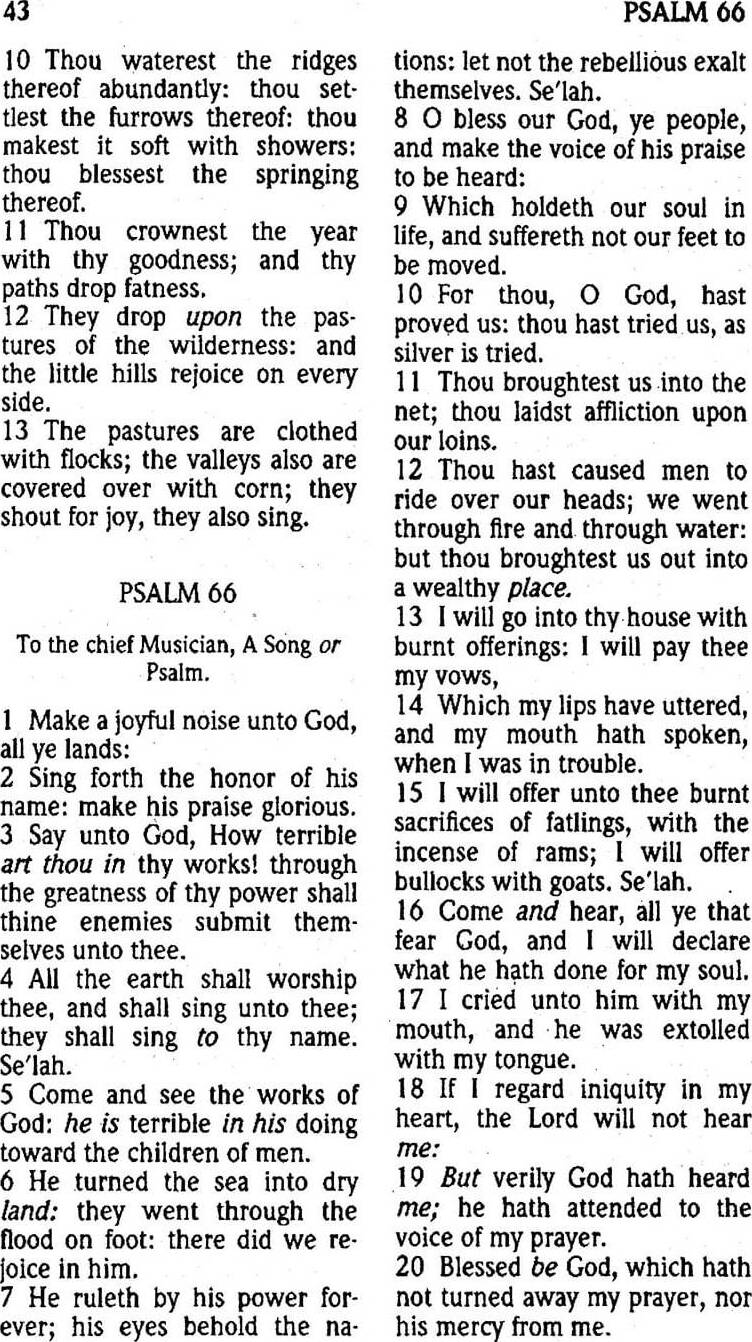 43
PSALM 66
10 Thou waterest the ridges
thereof abundantly: thou set-
tlest the furrows thereof: thou
makest it soft with showers:
thou blessest the springing
thereof.
11 Thou crownest the year
with thy goodness; and thy
paths drop fatness.
12 They drop upon the pas-
tures of the wilderness: and
the little hills rejoice on every
side.
13 The pastures are clothed
with flocks; the valleys also are
covered over with corn; they
shout for joy, they also sing.
PSALM 66
To the chief Musician, A Song or
Psalm.
1 Make a joyful noise unto God,
all ye lands:
2 Sing forth the honor of his
name: make his praise glorious.
3 Say unto God, How terrible
art thou in thy works! through
the greatness of thy power shall
thine enemies submit them-
selves unto thee.
4 All the earth shall worship
thee, and shall sing unto thee;
they shall sing to thy name.
Se'lah.
5 Come and see the works of
God: he is terrible in his doing
toward the children of men.
6 He turned the sea into dry
land: they went through the
flood on foot: there did we re-
joice in him.
7 He ruleth by his power for-
ever; his eyes behold the na-
tions: let not the rebellious exalt
themselves. Se'lah.
8 O bless our God, ye people,
and make the voice of his praise
to be heard:
9 Which holdeth our soul in
life, and suffereth not our feet to
be moved.
10 For thou, O God, hast
proved us: thou hast tried us, as
silver is tried.
11 Thou broughtest us into the
net; thou laidst affliction upon
our loins.
12 Thou hast caused men to
ride over our heads; we went
through fire and through water:
but thou broughtest us out into
a wealthy place.
13 I will go into thy house with
burnt offerings: I will pay thee
my vows,
14 Which my lips have uttered,
and my mouth hath spoken,
when I was in trouble.
15 I will offer unto thee burnt
sacrifices of fatlings, with the
incense of rams; I will offer
bullocks with goats. Se'lah.
16 Come and hear, all ye that
fear God, and I will declare
what he hath done for my soul.
17 I cried unto him with my
mouth, and he was extolled
with my tongue.
18 If I regard iniquity in my
heart, the Lord will not hear
me:
19 But verily God hath heard
me; he hath attended to the
voice of my prayer.
20 Blessed be God, which hath
not turned away my prayer, nor
his mercy from me.